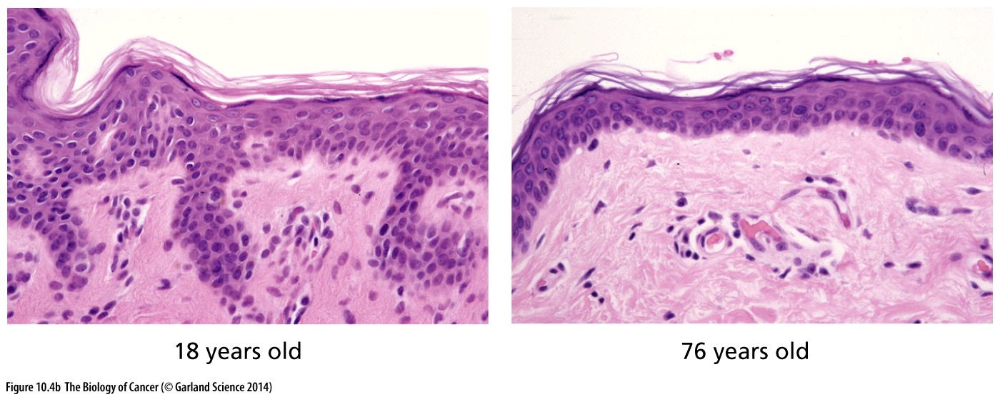 18 years old
76 years old
Figure 10.4b The Biology of Cancer (© Garland Science 2014)